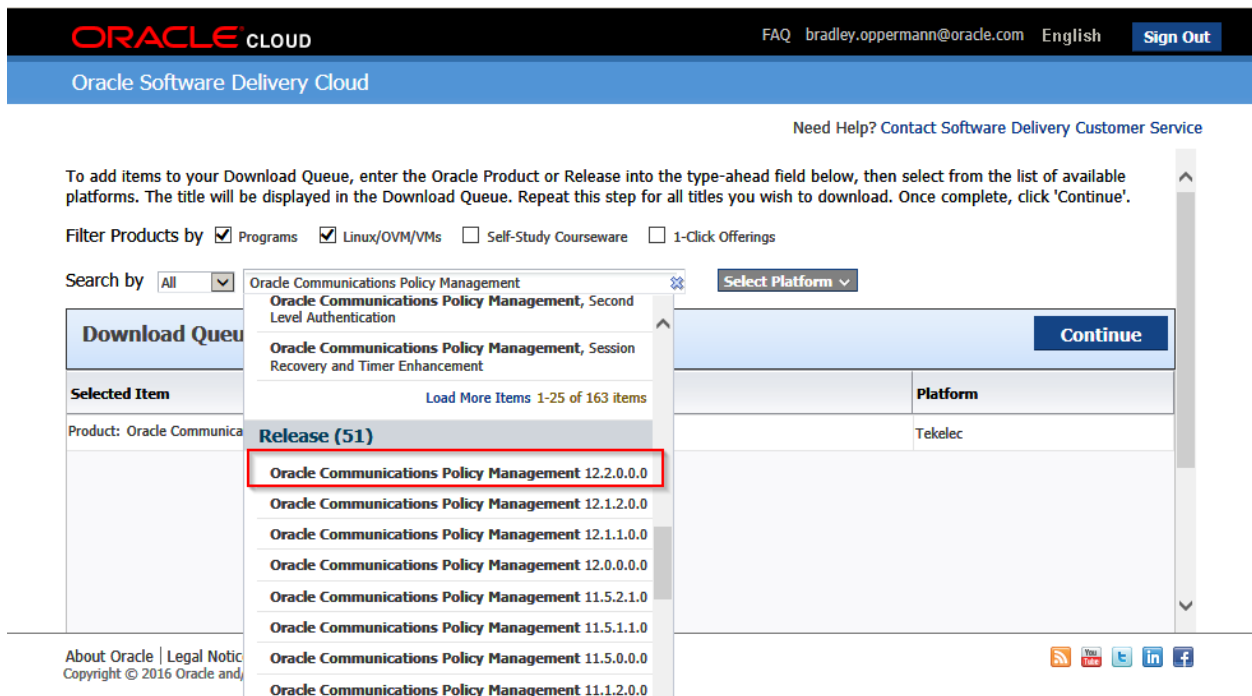 ORACLE CLOUD
FAQ bradley.oppermann@oracle.com English Sign Out
Oracle Software Delivery Cloud
Need Help? Contact Software Delivery Customer Service
To add items to your Download Queue, enter the Oracle Product or Release into the type-ahead field below, then select from the list of available
platforms. The title will be displayed in the Download Queue. Repeat this step for all titles you wish to download. Once complete, click 'Continue'.
Filter Products by Programs Linux/OVM/VMs Self-Study Courseware 1-Click Offerings
Search by All Oracle Communications Policy Management Select Platform
Oracle Communications Policy Management, Second
Level Authentication
Download Queu
Continue
Oracle Communications Policy Management, Session
Recovery and Timer Enhancement
Selected Item
Load More Items 1-25 of 163 items
Platform
Product: Oracle Communica
Tekelec
Release (51)
Oracle Communications Policy Management 12.2.0.0.0
Oracle Communications Policy Management 12.1.2.0.0
Oracle Communications Policy Management 12.1.1.0.0
Oracle Communications Policy Management 12.0.0.0.0
Oracle Communications Policy Management 11.5.2.1.0
Oracle Communications Policy Management 11.5.1.1.0
Oracle Communications Policy Management 11.5.0.0.0
Oracle Communications Policy Management 11.1.2.0.0
About Oracle | Legal Notic
Copyright © 2016 Oracle and/
You Tube t in f